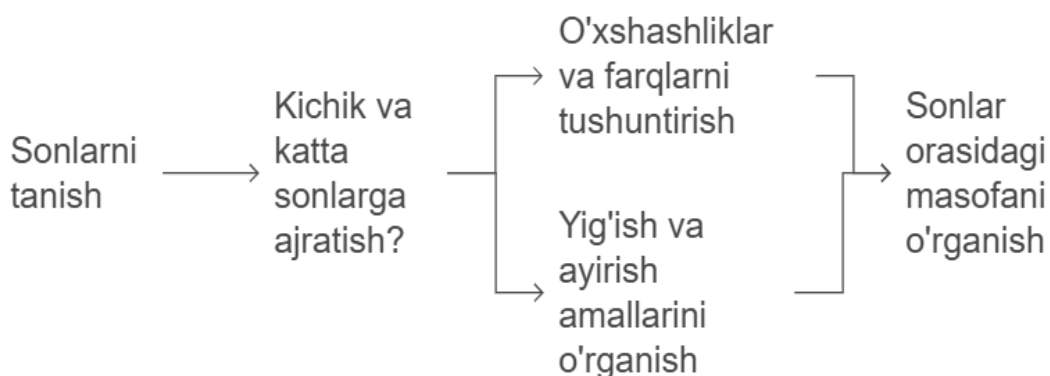 Sonlarni
tanish
Kichik va
katta
sonlarga
ajratish?
O'xshashliklar
va farqlarni
tushuntirish
Yig'ish va
ayirish
amallarini
o'rganish
Sonlar
orasidagi
masofani
o'rganish